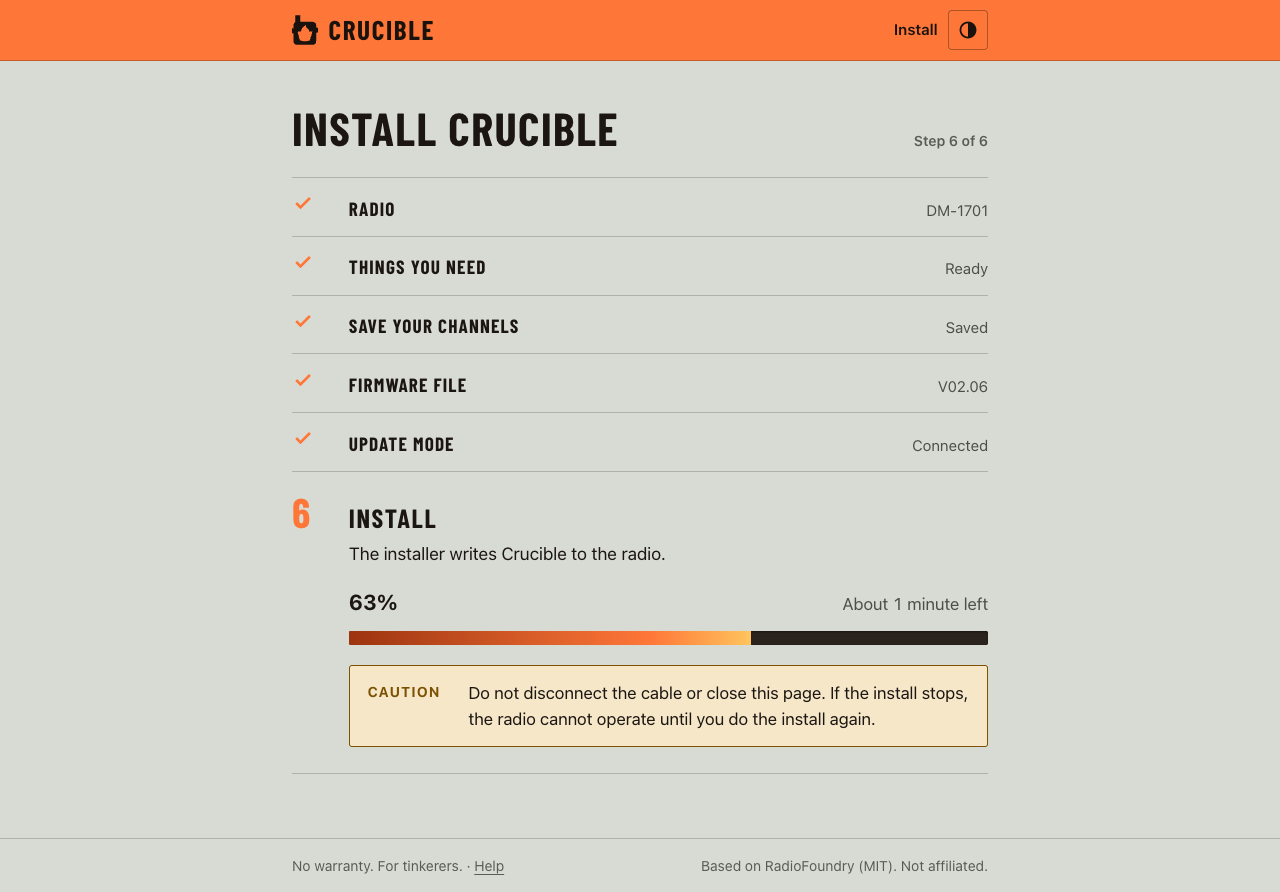 CRUCIBLE
Install
INSTALL CRUCIBLE
Step 6 of 6
RADIO
DM-1701
THINGS YOU NEED
Ready
SAVE YOUR CHANNELS
Saved
FIRMWARE FILE
V02.06
UPDATE MODE
Connected
6
INSTALL
The installer writes Crucible to the radio.
63%
About 1 minute left
CAUTION
Do not disconnect the cable or close this page. If the install stops,
the radio cannot operate until you do the install again.
No warranty. For tinkerers. · Help
Based on RadioFoundry (MIT). Not affiliated.